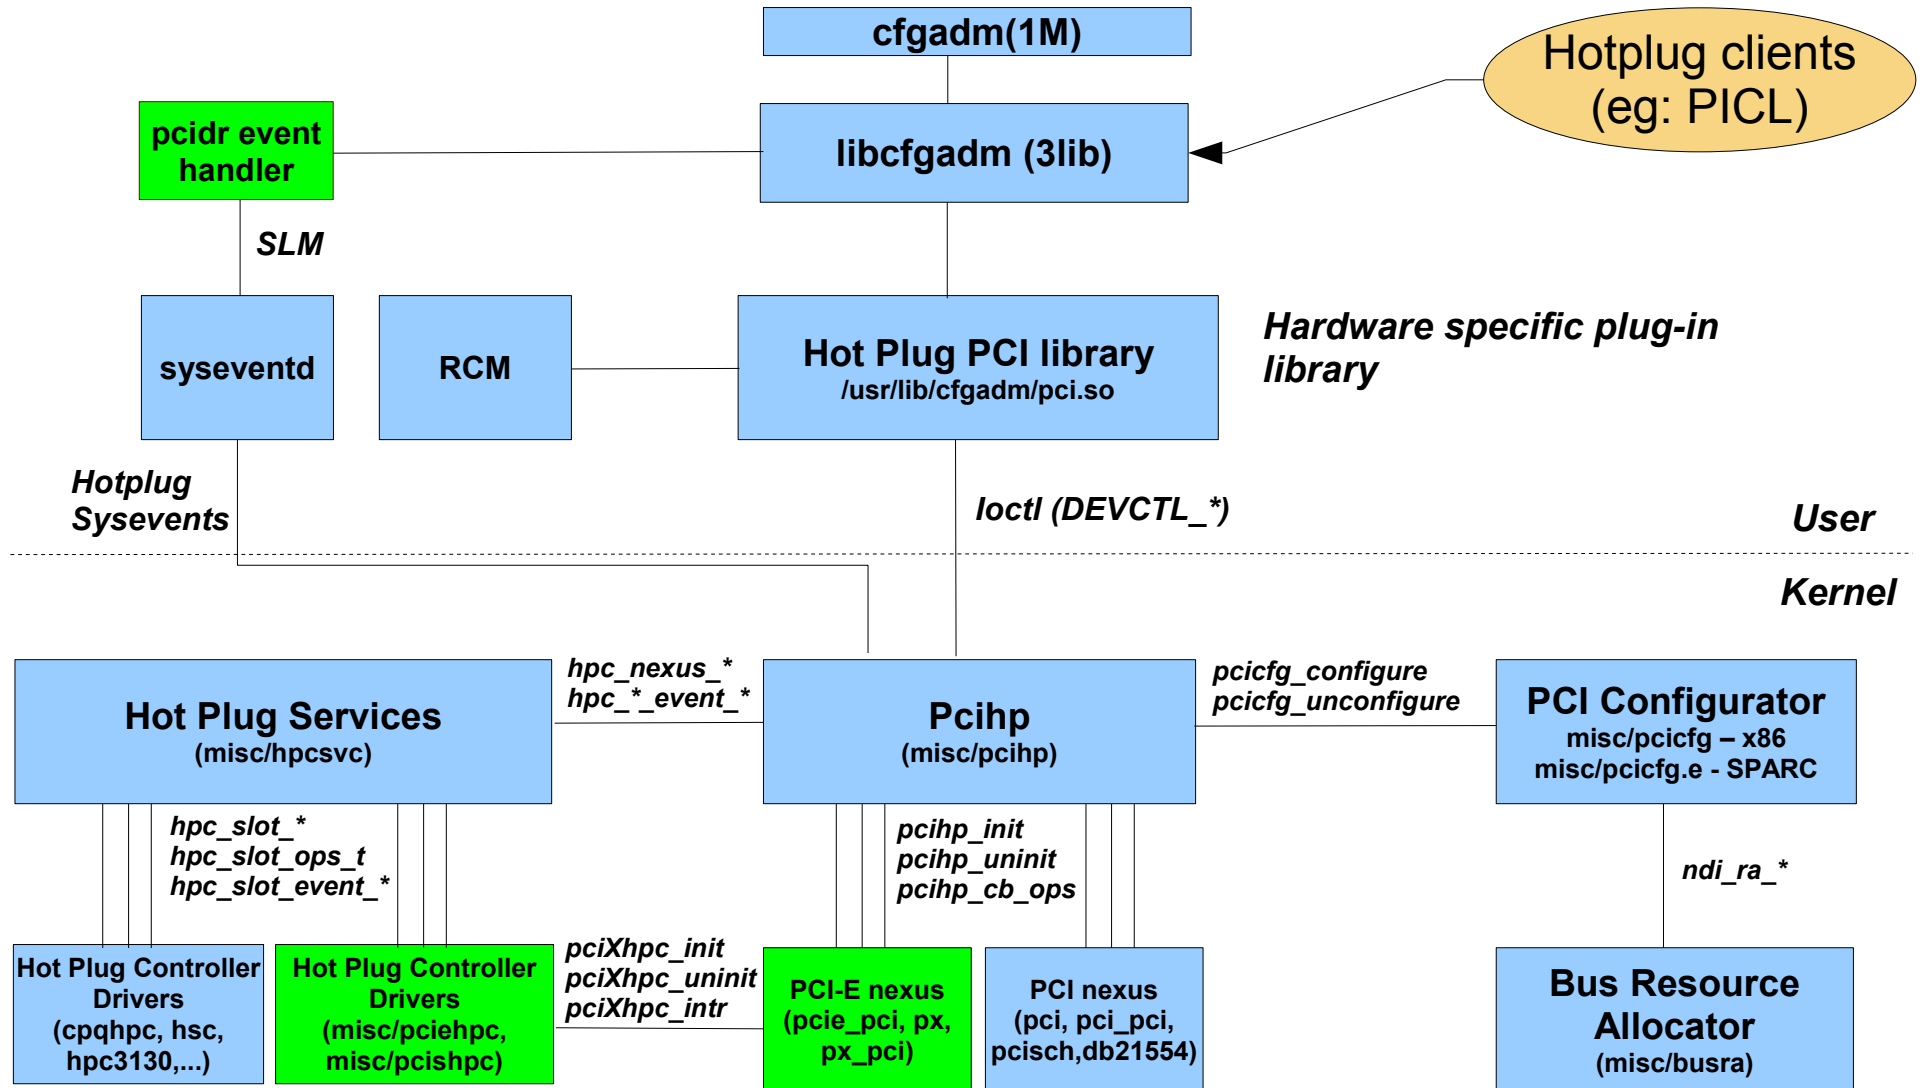 cfgadm(1M)
Hotplug clients
(eg: PICL)
pcidr event
handler
libcfgadm (3lib)
SLM
syseventd
RCM
Hot Plug PCI library
/usr/lib/cfgadm/pci.so
Hardware specific plug-in
library
Hotplug
Sysevents
Ioctl (DEVCTL_*)
User
Kernel
Hot Plug Services
(misc/hpcsvc)
hpc_nexus_*
hpc_*_event_*
Pcihp
(misc/pcihp)
pcicfg_configure
pcicfg_unconfigure
PCI Configurator
misc/pcicfg – x86
misc/pcicfg.e - SPARC
hpc_slot_*
hpc_slot_ops_t
hpc_slot_event_*
pcihp_init
pcihp_uninit
pcihp_cb_ops
ndi_ra_*
Hot Plug Controller
Drivers
(cpqhpc, hsc,
hpc3130,...)
Hot Plug Controller
Drivers
(misc/pciehpc,
misc/pcishpc)
pciXhpc_init
pciXhpc_uninit
pciXhpc_intr
PCI-E nexus
(pcie_pci, px,
px_pci)
PCI nexus
(pci, pci_pci,
pcisch,db21554)
Bus Resource
Allocator
(misc/busra)